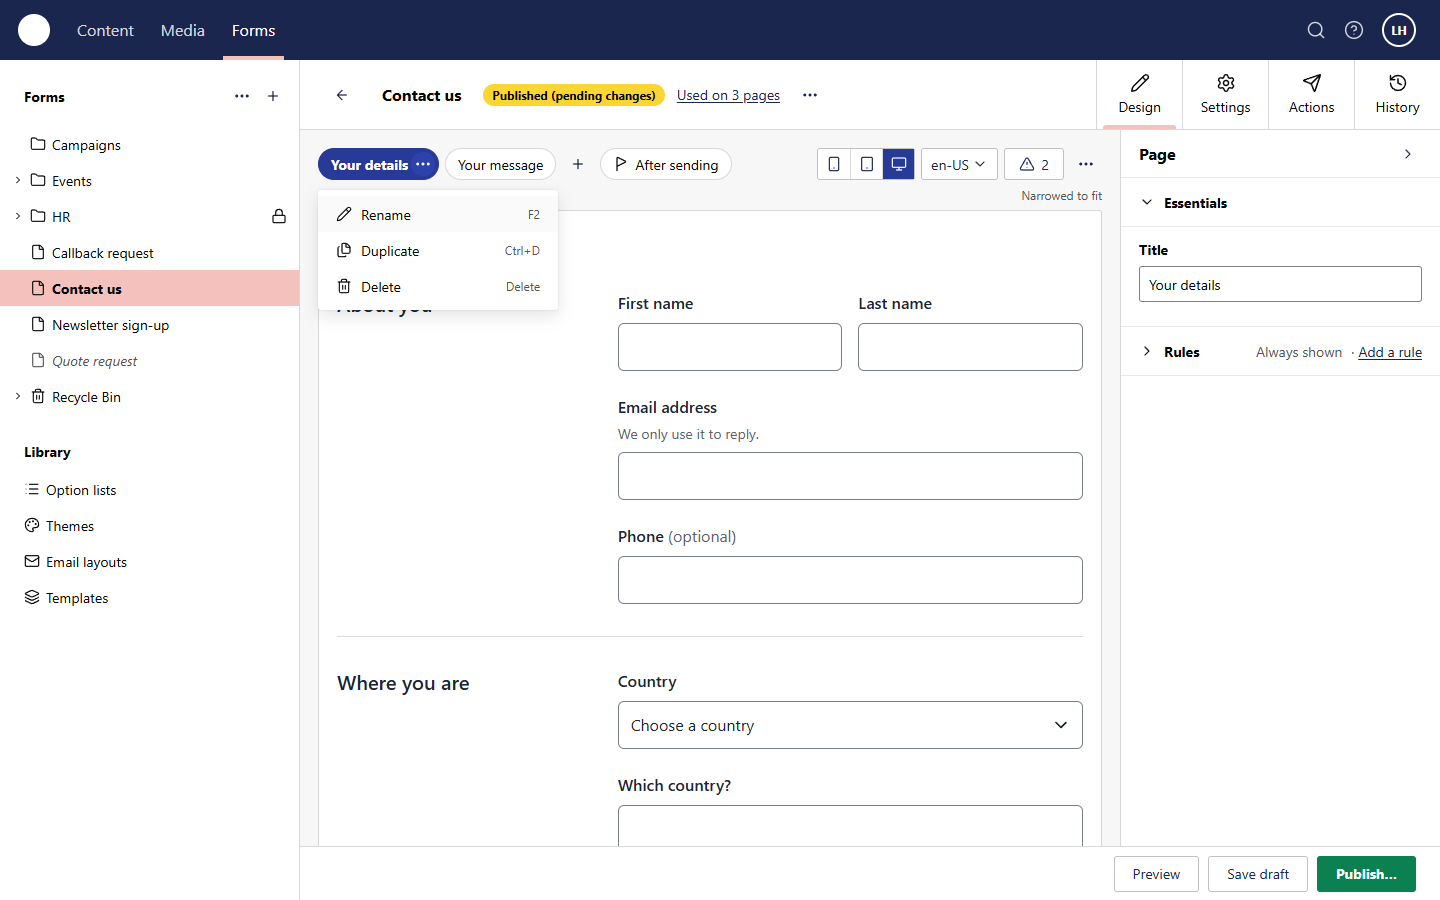 Content
Media
Forms
LH
Forms
Campaigns
Events
HR
Callback request
Contact us
Newsletter sign-up
Quote request
Recycle Bin
Library
Option lists
Themes
Email layouts
Templates
Contact us
Published (pending changes)
Used on 3 pages
Design
Settings
Actions
History
Your details
Your message
After sending
en-US
2
Narrowed to fit
Rename F2
Duplicate Ctrl+D
Delete Delete
About you
First name
Last name
Email address
We only use it to reply.
Phone (optional)
Where you are
Country
Choose a country
Which country?
Page
Essentials
Title
Your details
Rules
Always shown · Add a rule
Preview
Save draft
Publish...